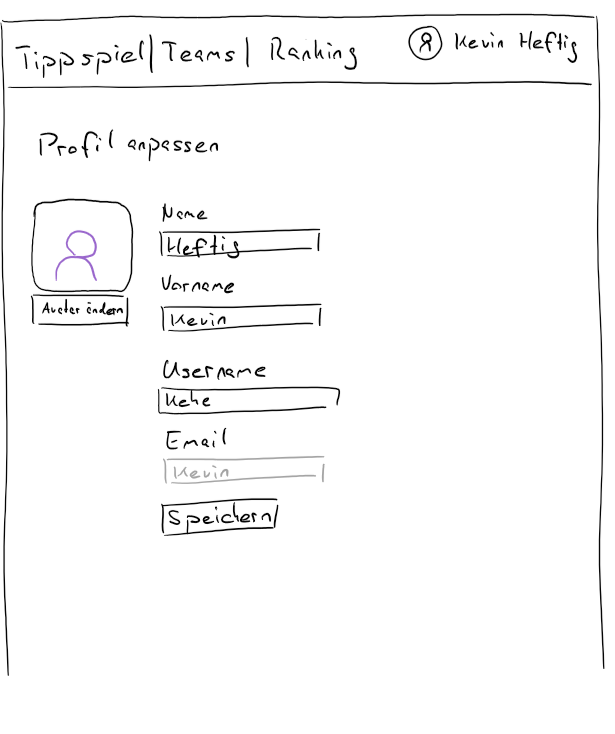 Tippspiel | Teams | Ranking Kevin Heftig
Profil anpassen
Name
Heftig
Vorname
Avatar ändern
Kevin
Username
Kehe
Email
Kevin
Speichern